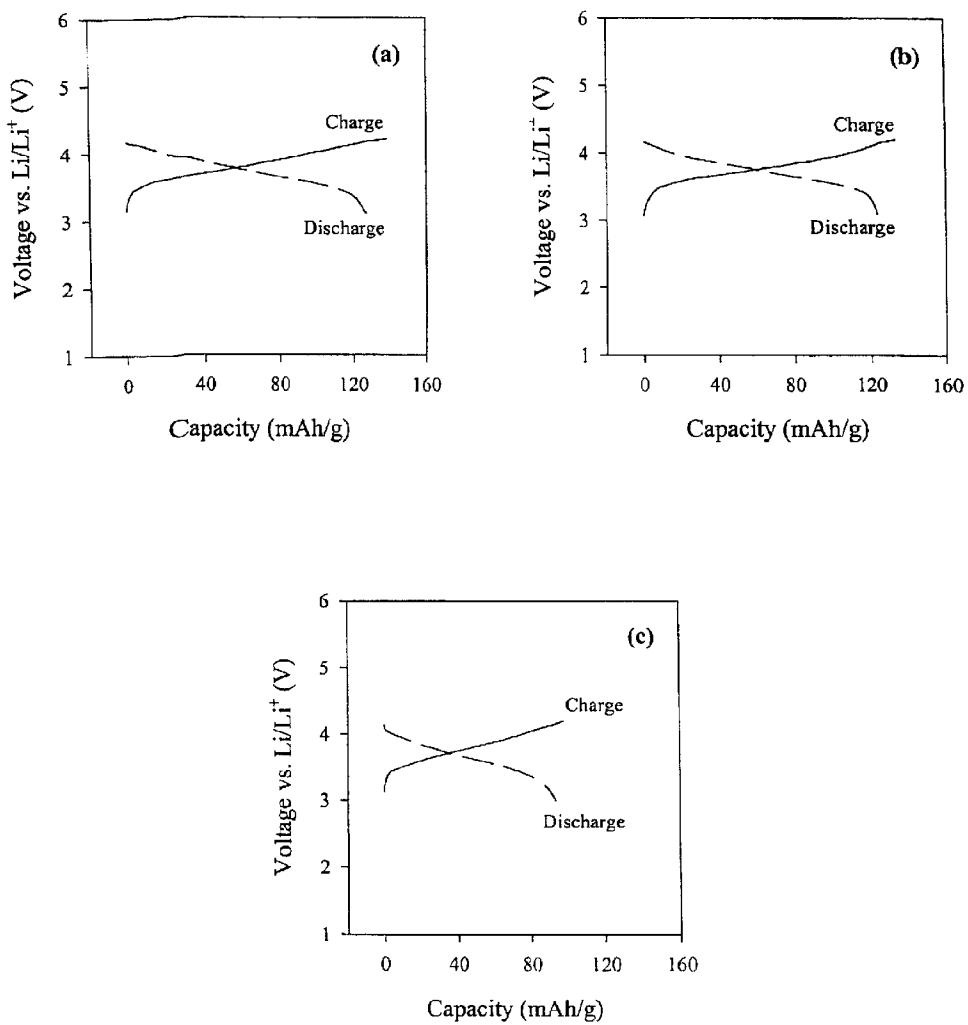 (a)
Voltage vs. Li/Li⁺ (V)
6
5
4
3
2
1
Charge
Discharge
0 40 80 120 160
Capacity (mAh/g)
(b)
Voltage vs. Li/Li⁺ (V)
6
5
4
3
2
1
Charge
Discharge
0 40 80 120 160
Capacity (mAh/g)
(c)
Voltage vs. Li/Li⁺ (V)
6
5
4
3
2
1
Charge
Discharge
0 40 80 120 160
Capacity (mAh/g)